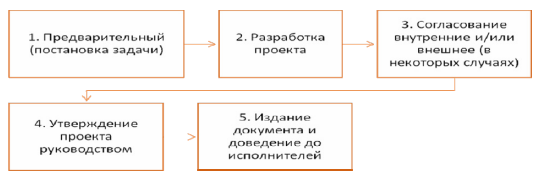 1. Предварительный
(постановка задачи)
2. Разработка
проекта
3. Согласование
внутренние и/или
внешнее (в
некоторых случаях)
4. Утверждение
проекта
руководством
5. Издание
документа и
доведение до
исполнителей